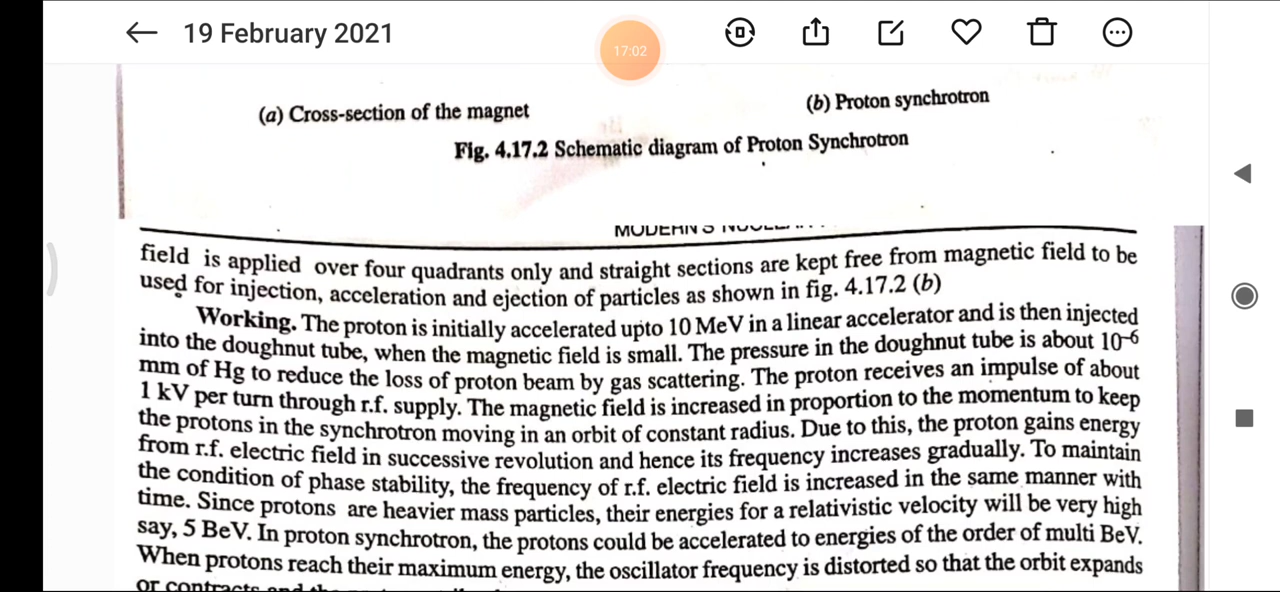 19 February 2021
17:02
(a) Cross-section of the magnet
(b) Proton synchrotron
Fig. 4.17.2 Schematic diagram of Proton Synchrotron
field is applied over four quadrants only and straight sections are kept free from magnetic field to be
used for injection, acceleration and ejection of particles as shown in fig. 4.17.2 (b)
Working. The proton is initially accelerated upto 10 MeV in a linear accelerator and is then injected
into the doughnut tube, when the magnetic field is small. The pressure in the doughnut tube is about 10⁻⁶
mm of Hg to reduce the loss of proton beam by gas scattering. The proton receives an impulse of about
1 kV per turn through r.f. supply. The magnetic field is increased in proportion to the momentum to keep
the protons in the synchrotron moving in an orbit of constant radius. Due to this, the proton gains energy
from r.f. electric field in successive revolution and hence its frequency increases gradually. To maintain
the condition of phase stability, the frequency of r.f. electric field is increased in the same manner with
time. Since protons are heavier mass particles, their energies for a relativistic velocity will be very high
say, 5 BeV. In proton synchrotron, the protons could be accelerated to energies of the order of multi BeV.
When protons reach their maximum energy, the oscillator frequency is distorted so that the orbit expands
or contracts and the